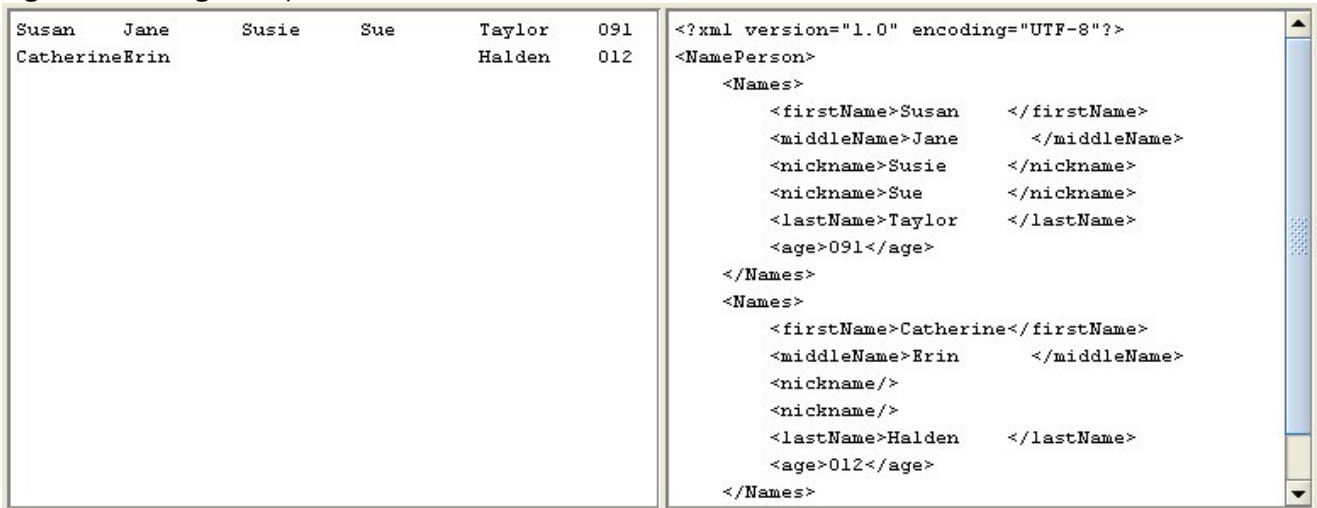 Susan    Jane      Susie     Sue       Taylor    091
CatherineErin                          Halden    012
<?xml version="1.0" encoding="UTF-8"?>
<NamePerson>
    <Names>
        <firstName>Susan    </firstName>
        <middleName>Jane      </middleName>
        <nickname>Susie     </nickname>
        <nickname>Sue       </nickname>
        <lastName>Taylor    </lastName>
        <age>091</age>
    </Names>
    <Names>
        <firstName>Catherine</firstName>
        <middleName>Erin      </middleName>
        <nickname/>
        <nickname/>
        <lastName>Halden    </lastName>
        <age>012</age>
    </Names>